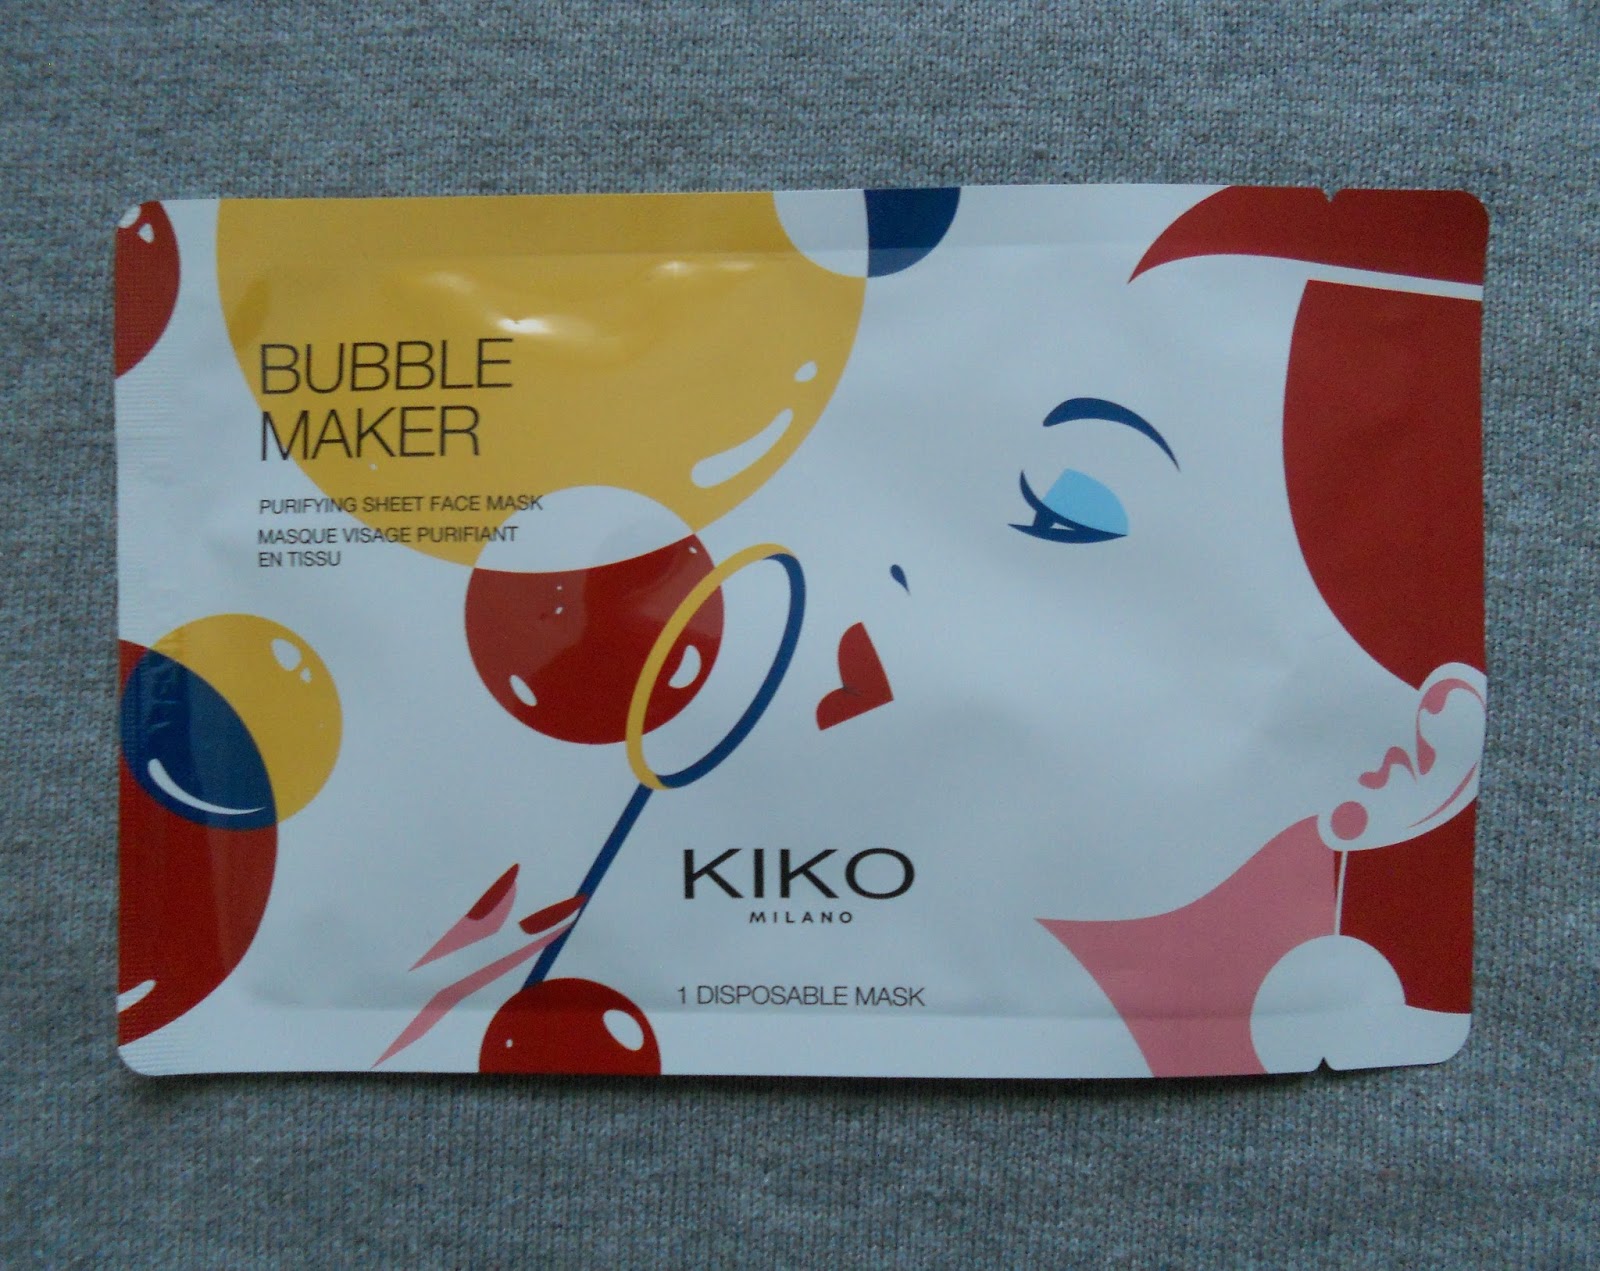 BUBBLE
MAKER
PURIFYING SHEET FACE MASK
MASQUE VISAGE PURIFIANT
EN TISSU
KIKO
MILANO
1 DISPOSABLE MASK